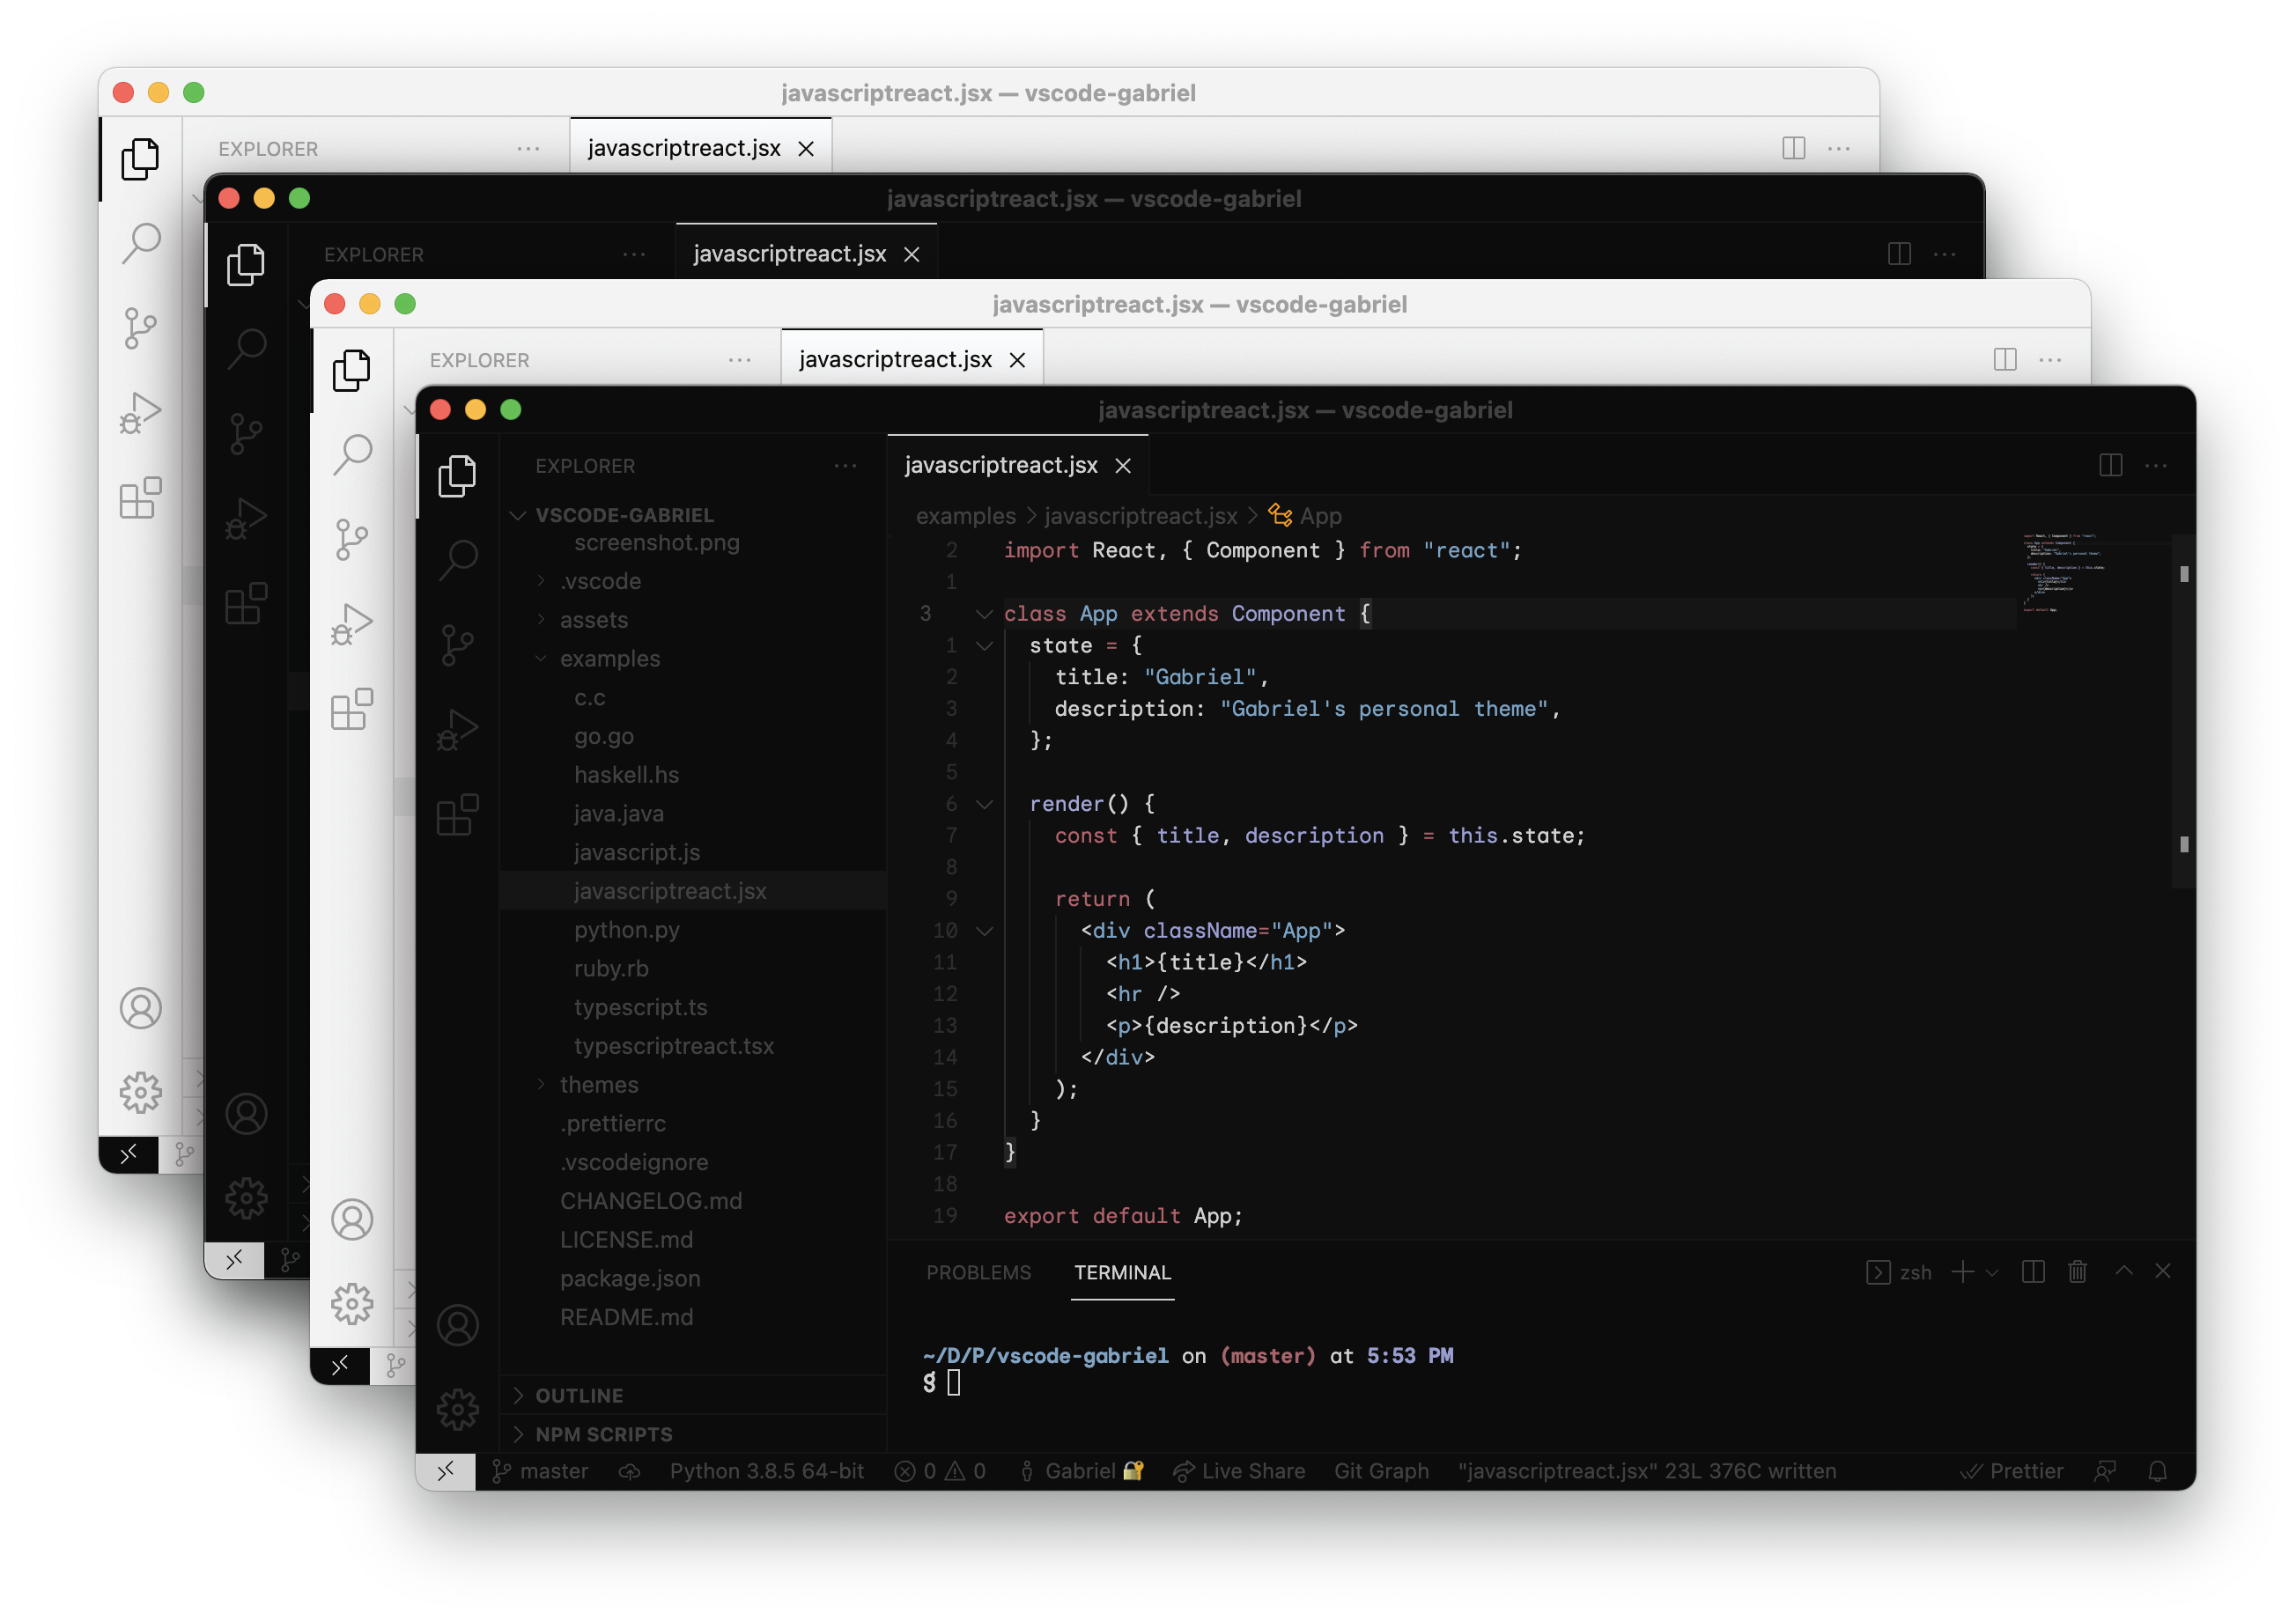 javascriptreact.jsx — vscode-gabriel
EXPLORER
javascriptreact.jsx
javascriptreact.jsx — vscode-gabriel
EXPLORER
javascriptreact.jsx
javascriptreact.jsx — vscode-gabriel
EXPLORER
javascriptreact.jsx
javascriptreact.jsx — vscode-gabriel
EXPLORER
VSCODE-GABRIEL
screenshot.png
.vscode
assets
examples
c.c
go.go
haskell.hs
java.java
javascript.js
javascriptreact.jsx
python.py
ruby.rb
typescript.ts
typescriptreact.tsx
themes
.prettierrc
.vscodeignore
CHANGELOG.md
LICENSE.md
package.json
README.md
OUTLINE
NPM SCRIPTS
javascriptreact.jsx
examples > javascriptreact.jsx > App
2 import React, { Component } from "react";
1
3 class App extends Component {
1 state = {
2 title: "Gabriel",
3 description: "Gabriel's personal theme",
4 };
5
6 render() {
7 const { title, description } = this.state;
8
9 return (
10 <div className="App">
11 <h1>{title}</h1>
12 <hr />
13 <p>{description}</p>
14 </div>
15 );
16 }
17 }
18
19 export default App;
PROBLEMS TERMINAL zsh
~/D/P/vscode-gabriel on (master) at 5:53 PM
master Python 3.8.5 64-bit 0 0 Gabriel Live Share Git Graph "javascriptreact.jsx" 23L 376C written Prettier